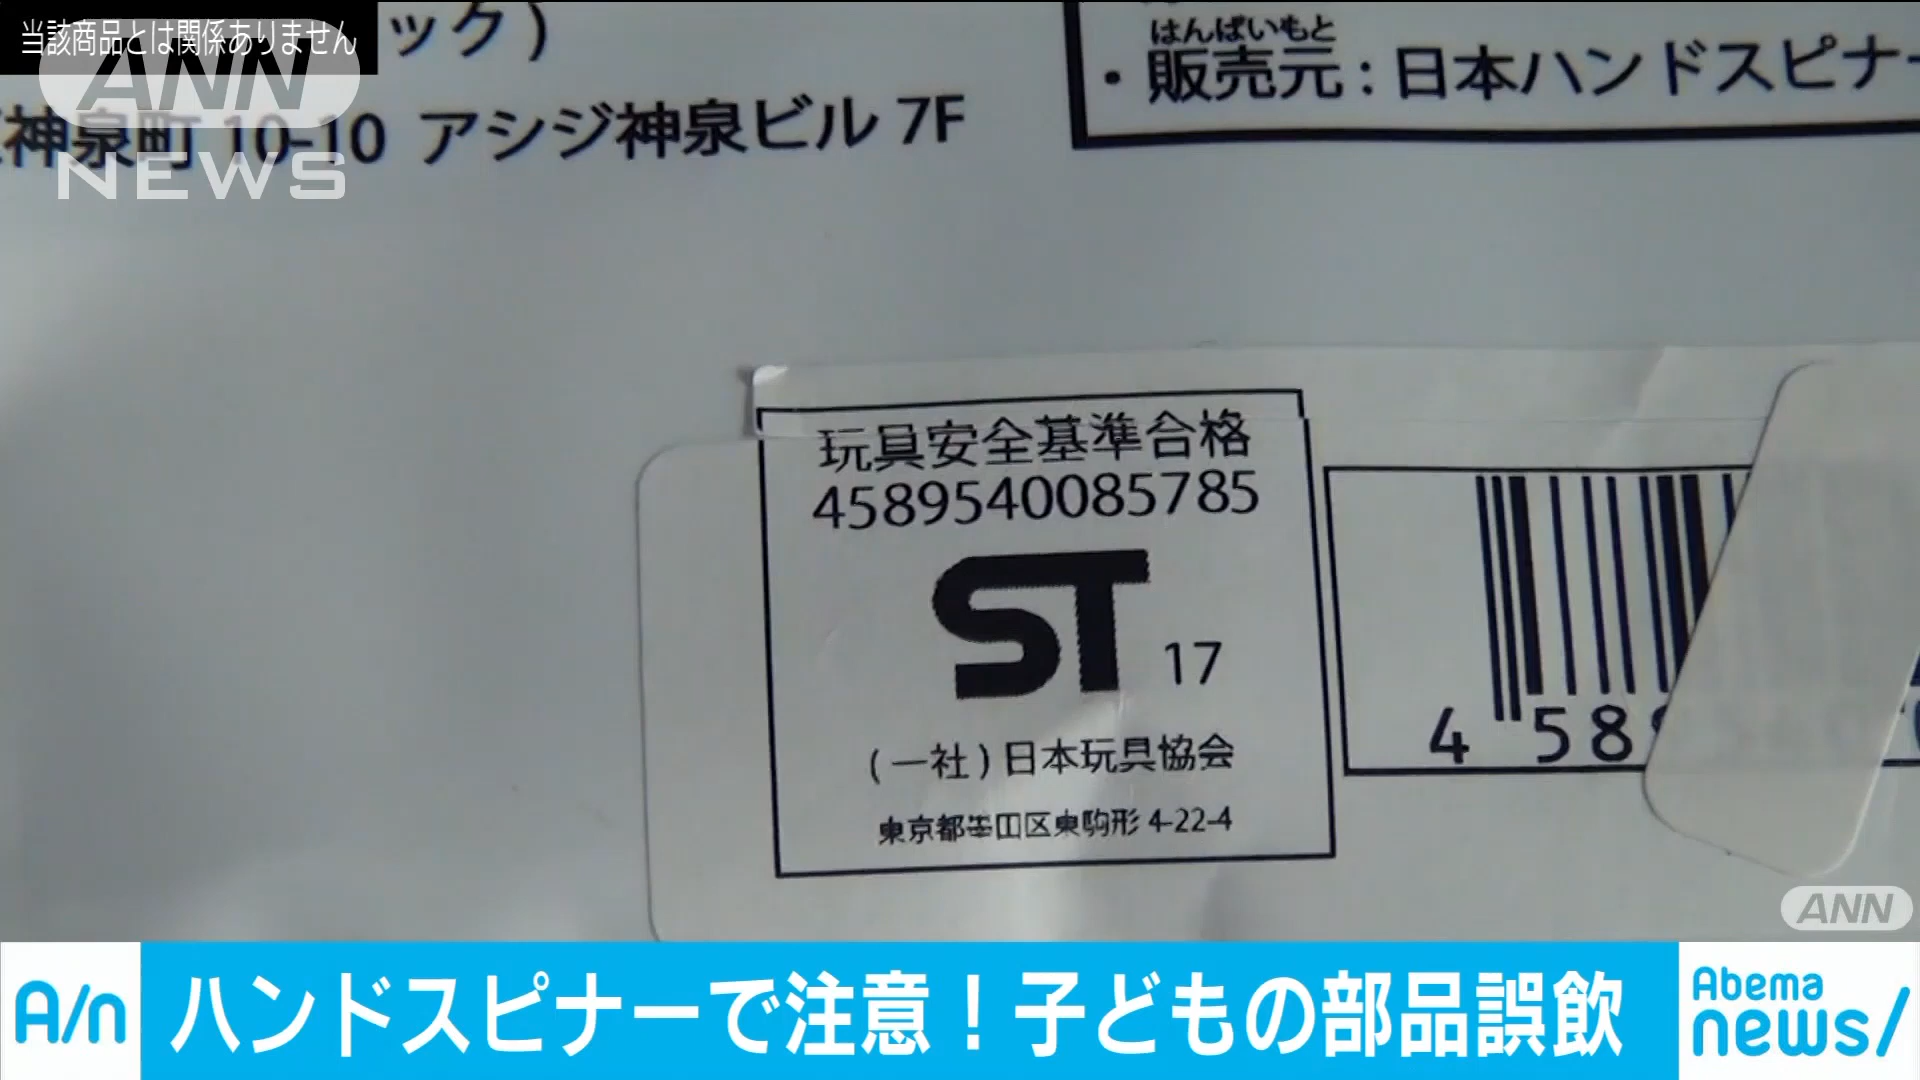 当該商品とは関係ありません
ック)
はんばいもと
・販売元:日本ハンドスピナー
ANN
NEWS
神泉町 10-10 アシジ神泉ビル 7F
玩具安全基準合格
4589540085785
ST 17
(一社)日本玩具協会
東京都墨田区東駒形 4-22-4
4 58
ANN
A/n
ハンドスピナーで注意!子どもの部品誤飲
Abema
news/